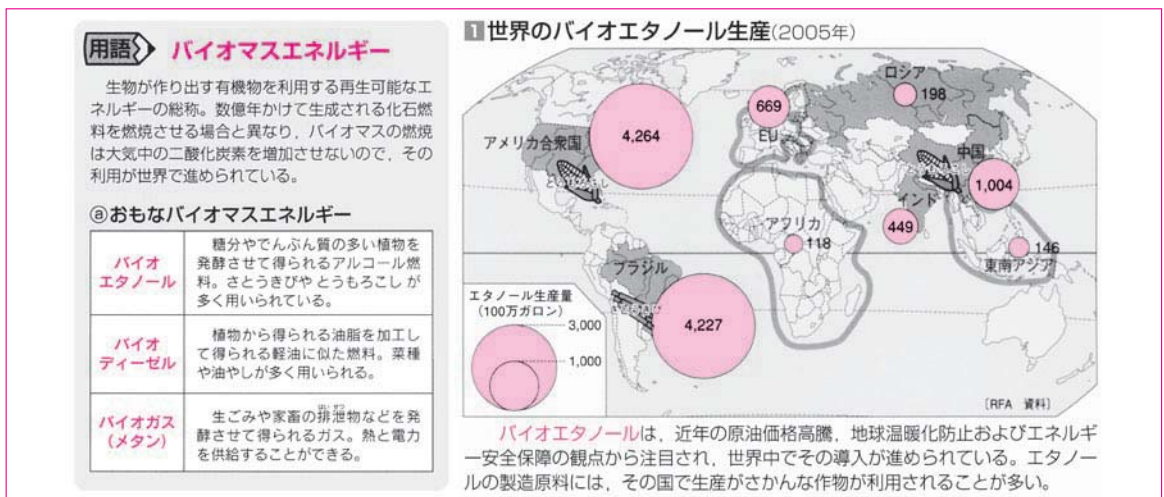 用語 バイオマスエネルギー
生物が作り出す有機物を利用する再生可能なエ
ネルギーの総称。数億年かけて生成される化石燃
料を燃焼させる場合と異なり，バイオマスの燃焼
は大気中の二酸化炭素を増加させないので，その
利用が世界で進められている。
ⓐおもなバイオマスエネルギー
バイオ
エタノール
糖分やでんぷん質の多い植物を
発酵させて得られるアルコール燃
料。さとうきびや とうもろこし が
多く用いられている。
バイオ
ディーゼル
植物から得られる油脂を加工し
て得られる軽油に似た燃料。菜種
や油やしが多く用いられる。
バイオガス
（メタン）
生ごみや家畜の排泄物などを発
酵させて得られるガス。熱と電力
を供給することができる。
1 世界のバイオエタノール生産(2005年)
ロシア
198
669
EU
4,264
アメリカ合衆国
とうもろこし
中国
1,004
インド
449
アフリカ
118
146
東南アジア
ブラジル
4,227
エタノール生産量
（100万ガロン）
3,000
1,000
〔RFA 資料〕
バイオエタノールは，近年の原油価格高騰，地球温暖化防止およびエネルギ
ー安全保障の観点から注目され，世界中でその導入が進められている。エタノー
ルの製造原料には，その国で生産がさかんな作物が利用されることが多い。